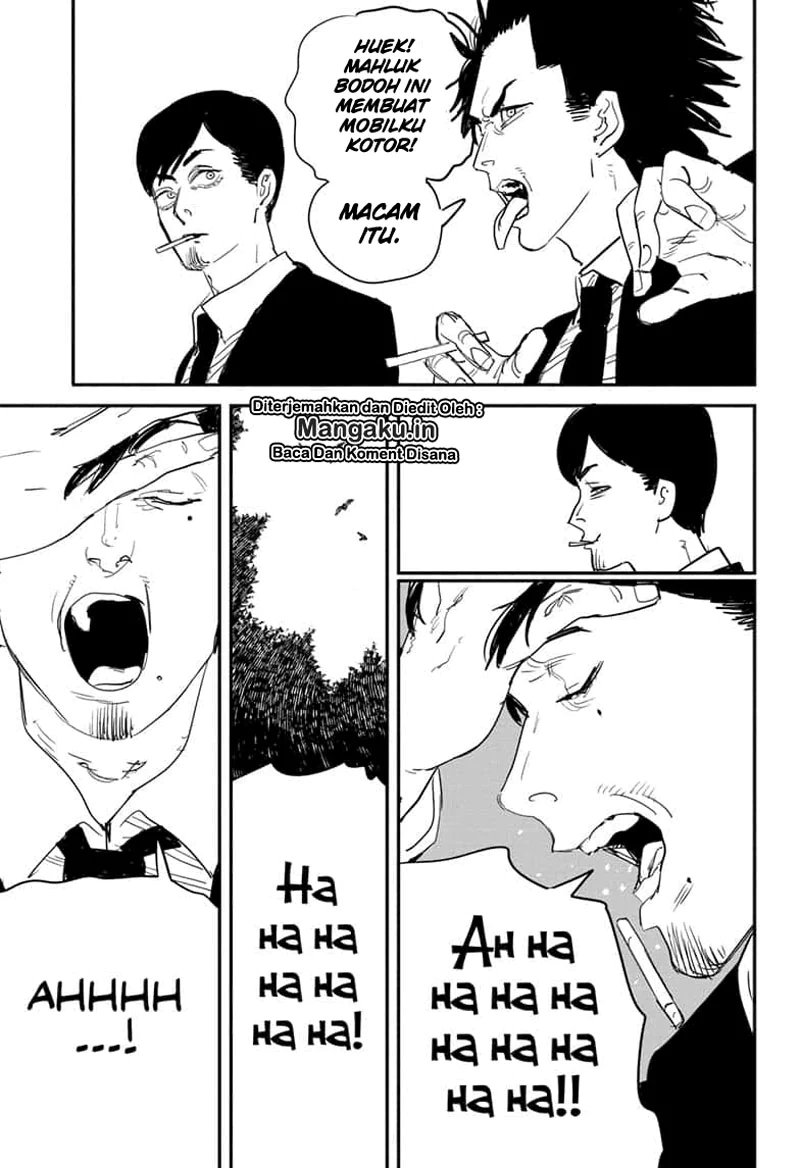 HUEK!
MAHLUK
BODOH INI
MEMBUAT
MOBILKU
KOTOR!
MACAM
ITU.
Diterjemahkan dan Diedit Oleh :
Mangaku.in
Baca Dan Koment Disana
AH HA
HA HA HA
HA HA HA
HA HA!!
HA
HA HA
HA HA
HA HA!
AHHHH
...!